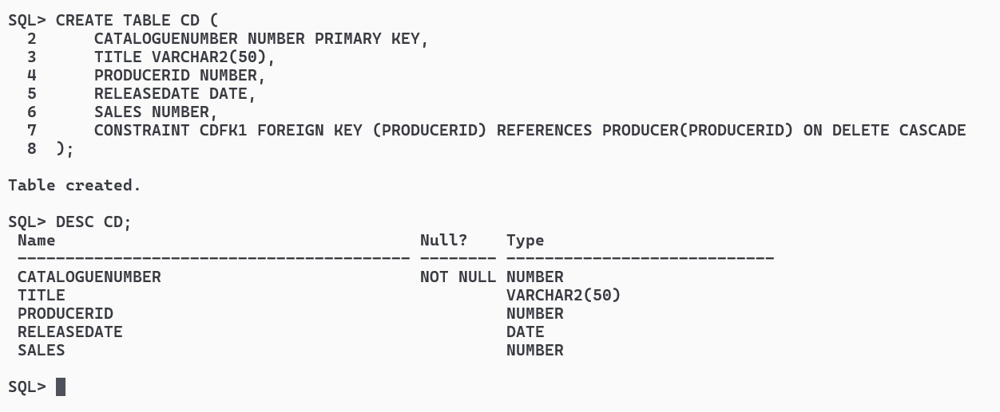 SQL> CREATE TABLE CD (
  2      CATALOGUENUMBER NUMBER PRIMARY KEY,
  3      TITLE VARCHAR2(50),
  4      PRODUCERID NUMBER,
  5      RELEASEDATE DATE,
  6      SALES NUMBER,
  7      CONSTRAINT CDFK1 FOREIGN KEY (PRODUCERID) REFERENCES PRODUCER(PRODUCERID) ON DELETE CASCADE
  8  );
Table created.
SQL> DESC CD;
 Name                                      Null?    Type
 ----------------------------------------- -------- ----------------------------
 CATALOGUENUMBER                           NOT NULL NUMBER
 TITLE                                              VARCHAR2(50)
 PRODUCERID                                         NUMBER
 RELEASEDATE                                        DATE
 SALES                                              NUMBER
SQL>